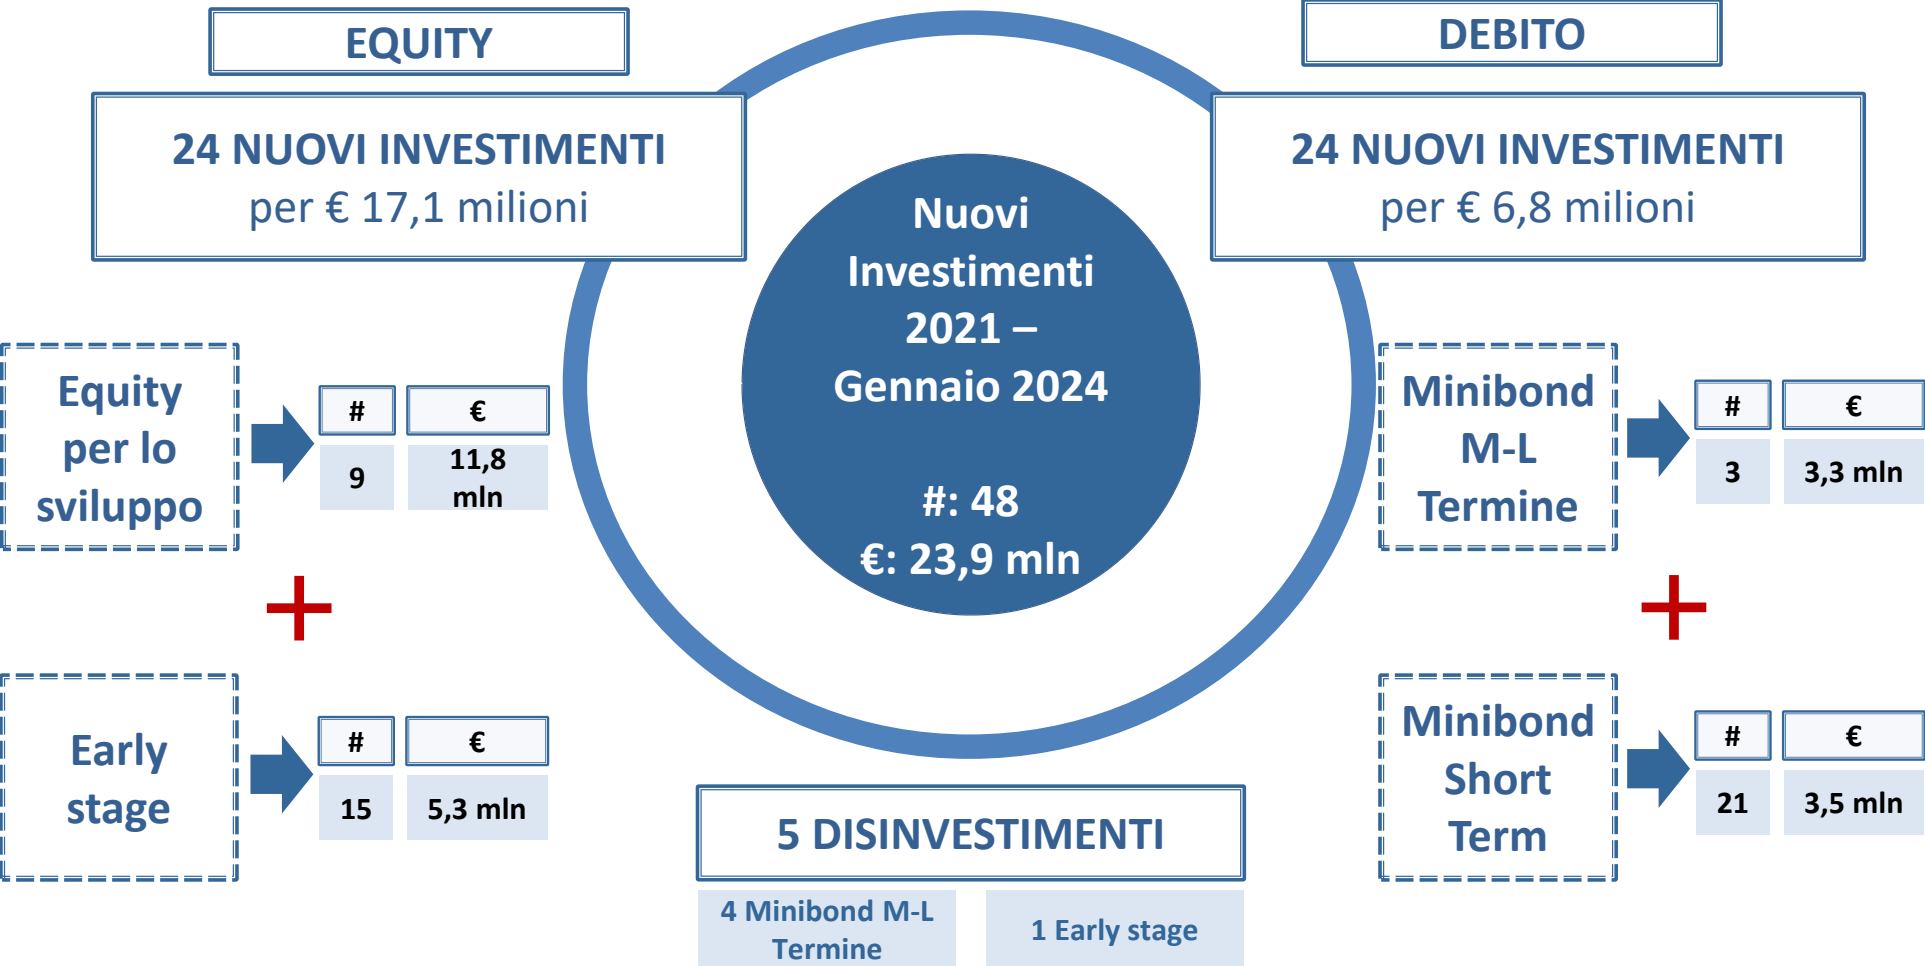 EQUITY
24 NUOVI INVESTIMENTI
per € 17,1 milioni
Equity
per lo
sviluppo
#
€
9
11,8
mln
+
Early
stage
#
€
15
5,3 mln
Nuovi
Investimenti
2021 –
Gennaio 2024
#: 48
€: 23,9 mln
5 DISINVESTIMENTI
4 Minibond M-L
Termine
1 Early stage
DEBITO
24 NUOVI INVESTIMENTI
per € 6,8 milioni
Minibond
M-L
Termine
#
€
3
3,3 mln
+
Minibond
Short
Term
#
€
21
3,5 mln